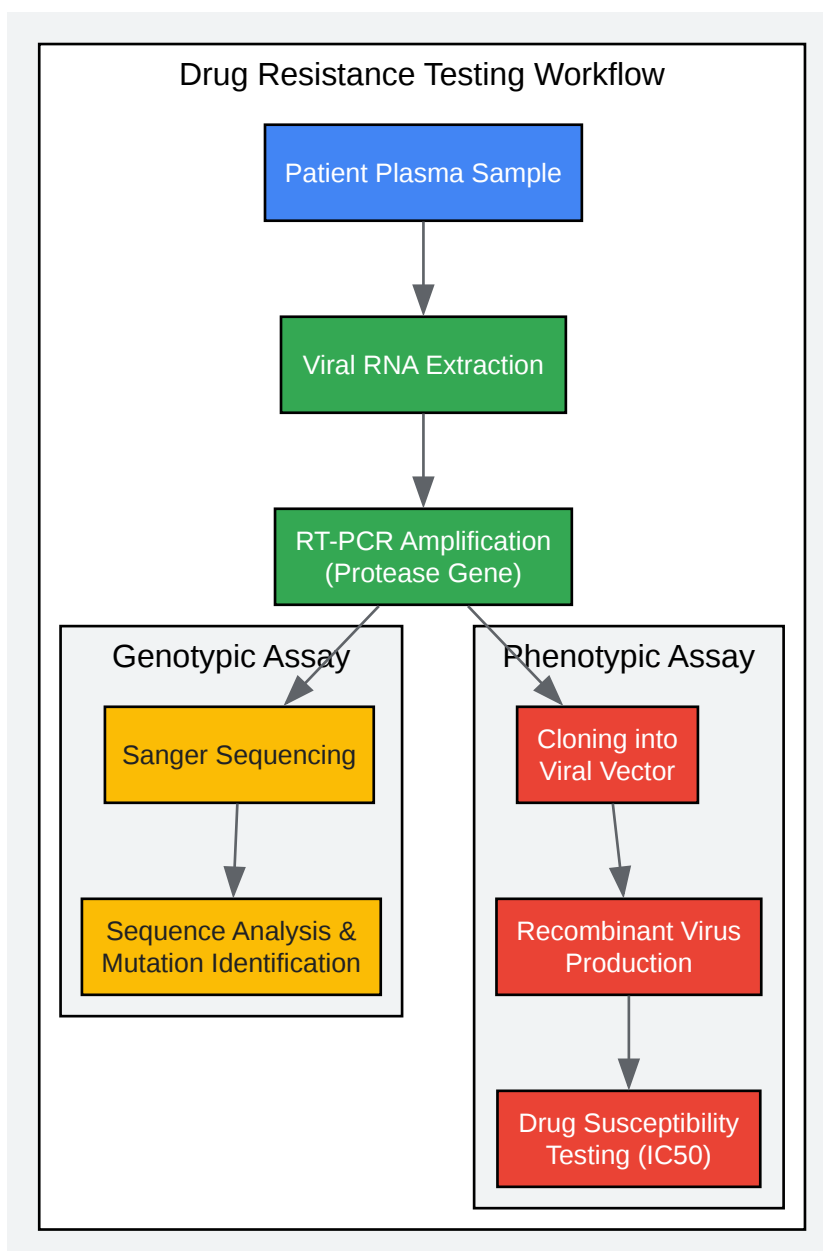 Drug Resistance Testing Workflow
Patient Plasma Sample
Viral RNA Extraction
RT-PCR Amplification
(Protease Gene)
Genotypic Assay
Sanger Sequencing
Sequence Analysis &
Mutation Identification
Phenotypic Assay
Cloning into
Viral Vector
Recombinant Virus
Production
Drug Susceptibility
Testing (IC50)